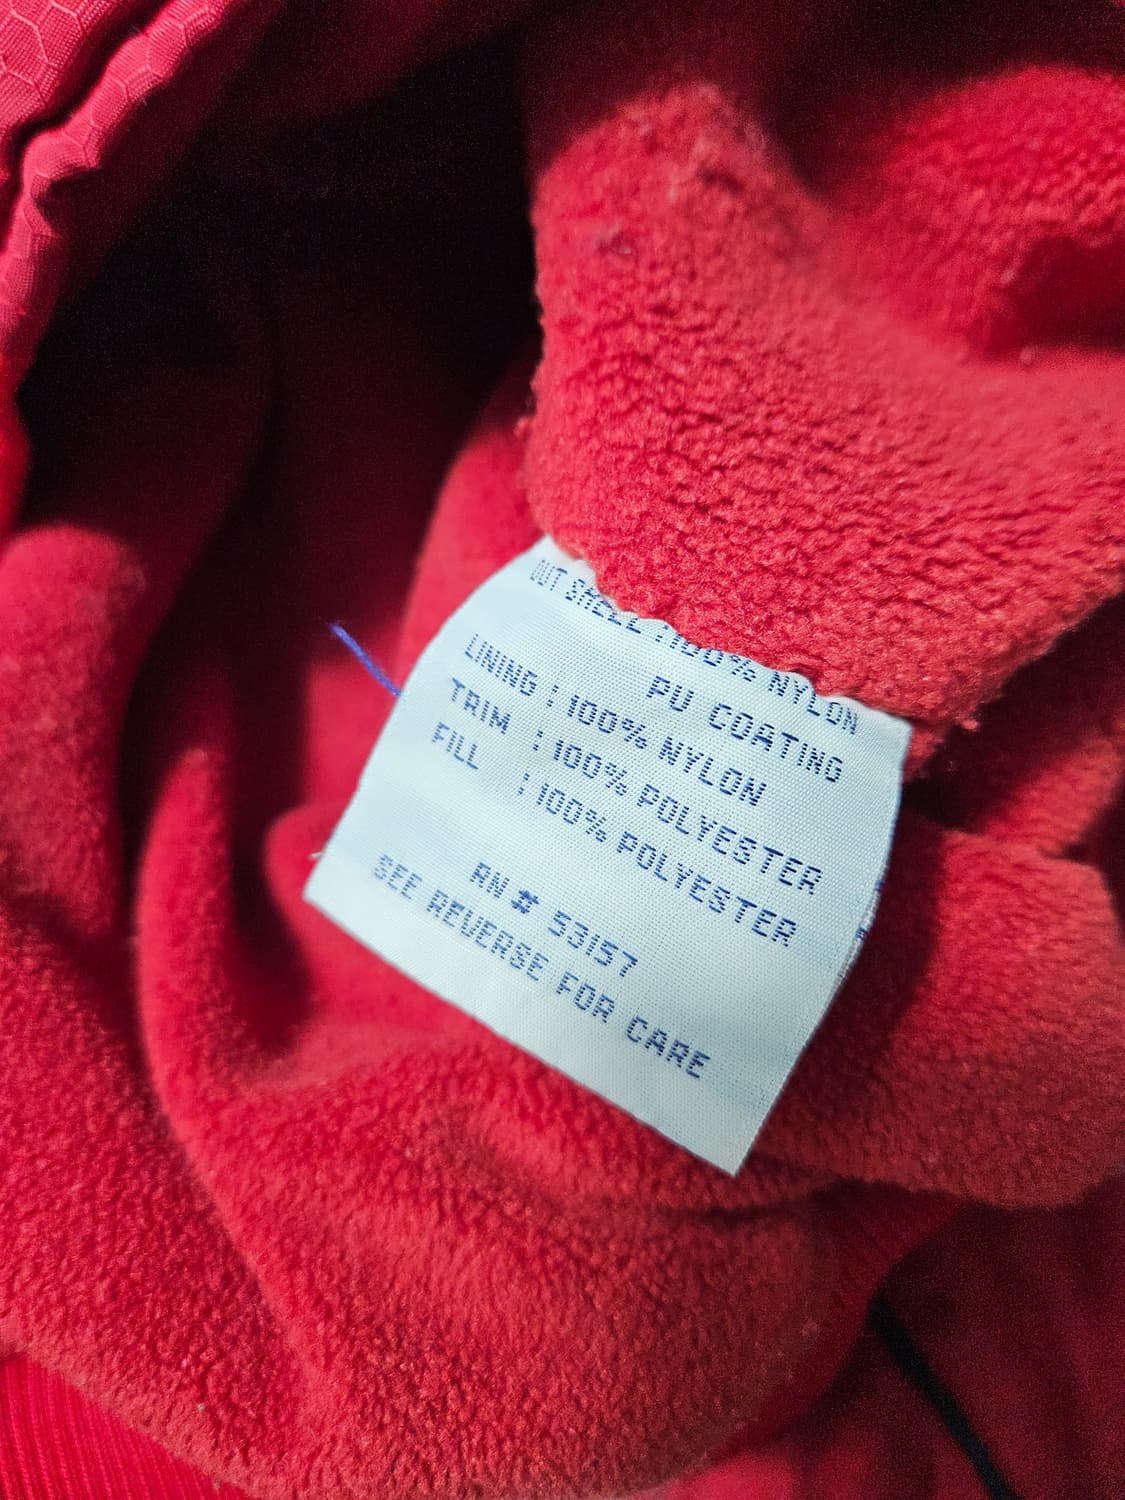 OUT SHELL : 100% NYLON
PU COATING
LINING : 100% NYLON
TRIM : 100% POLYESTER
FILL : 100% POLYESTER
RN # 53157
SEE REVERSE FOR CARE